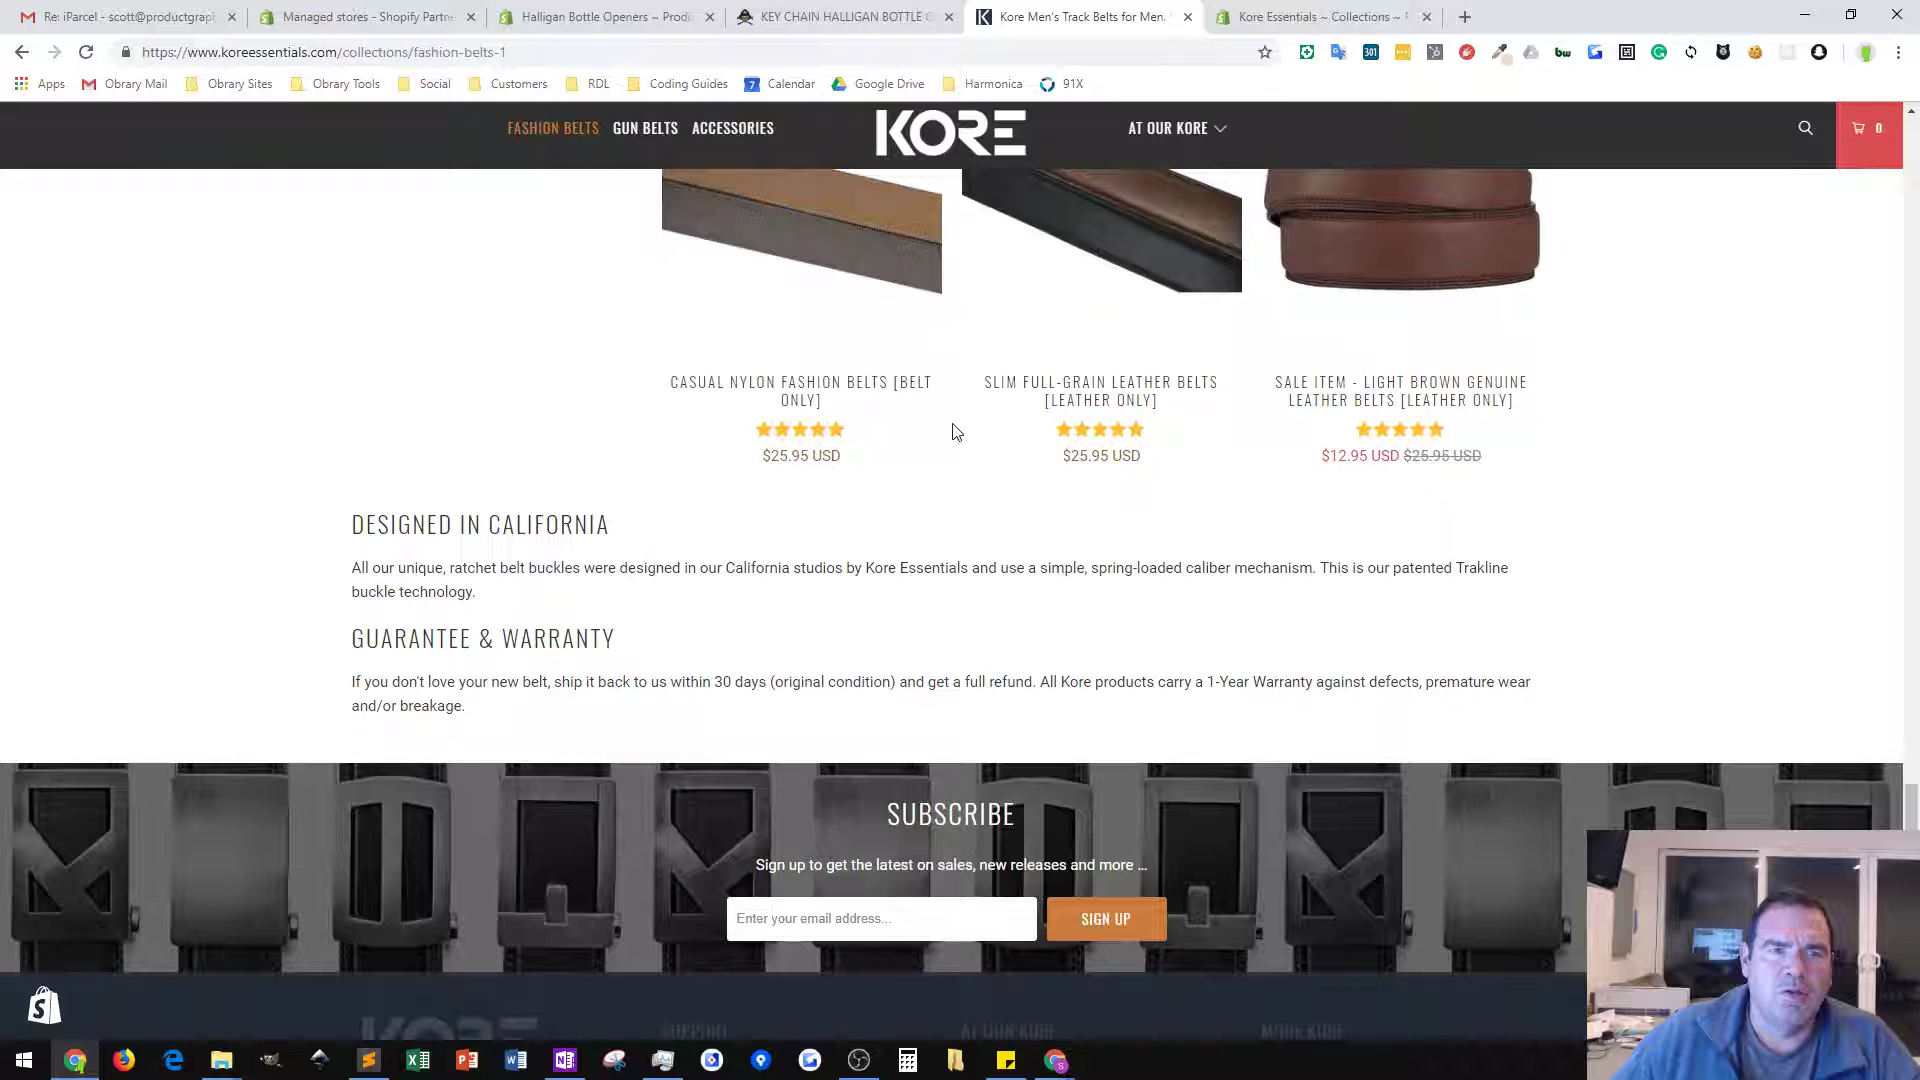 Re: iParcel - scott@productgrap
Managed stores - Shopify Partne
Halligan Bottle Openers ~ Produ
KEY CHAIN HALLIGAN BOTTLE O
Kore Men's Track Belts for Men.
Kore Essentials ~ Collections ~ F
https://www.koreessentials.com/collections/fashion-belts-1
Apps
Obrary Mail
Obrary Sites
Obrary Tools
Social
Customers
RDL
Coding Guides
Calendar
Google Drive
Harmonica
91X
FASHION BELTS GUN BELTS ACCESSORIES
KORE
AT OUR KORE
0
CASUAL NYLON FASHION BELTS [BELT
ONLY]
$25.95 USD
SLIM FULL-GRAIN LEATHER BELTS
[LEATHER ONLY]
$25.95 USD
SALE ITEM - LIGHT BROWN GENUINE
LEATHER BELTS [LEATHER ONLY]
$12.95 USD $25.95 USD
DESIGNED IN CALIFORNIA
All our unique, ratchet belt buckles were designed in our California studios by Kore Essentials and use a simple, spring-loaded caliber mechanism. This is our patented Trakline
buckle technology.
GUARANTEE & WARRANTY
If you don't love your new belt, ship it back to us within 30 days (original condition) and get a full refund. All Kore products carry a 1-Year Warranty against defects, premature wear
and/or breakage.
SUBSCRIBE
Sign up to get the latest on sales, new releases and more ...
Enter your email address...
SIGN UP
KORE
SUPPORT
AT OUR KORE
MORE KORE